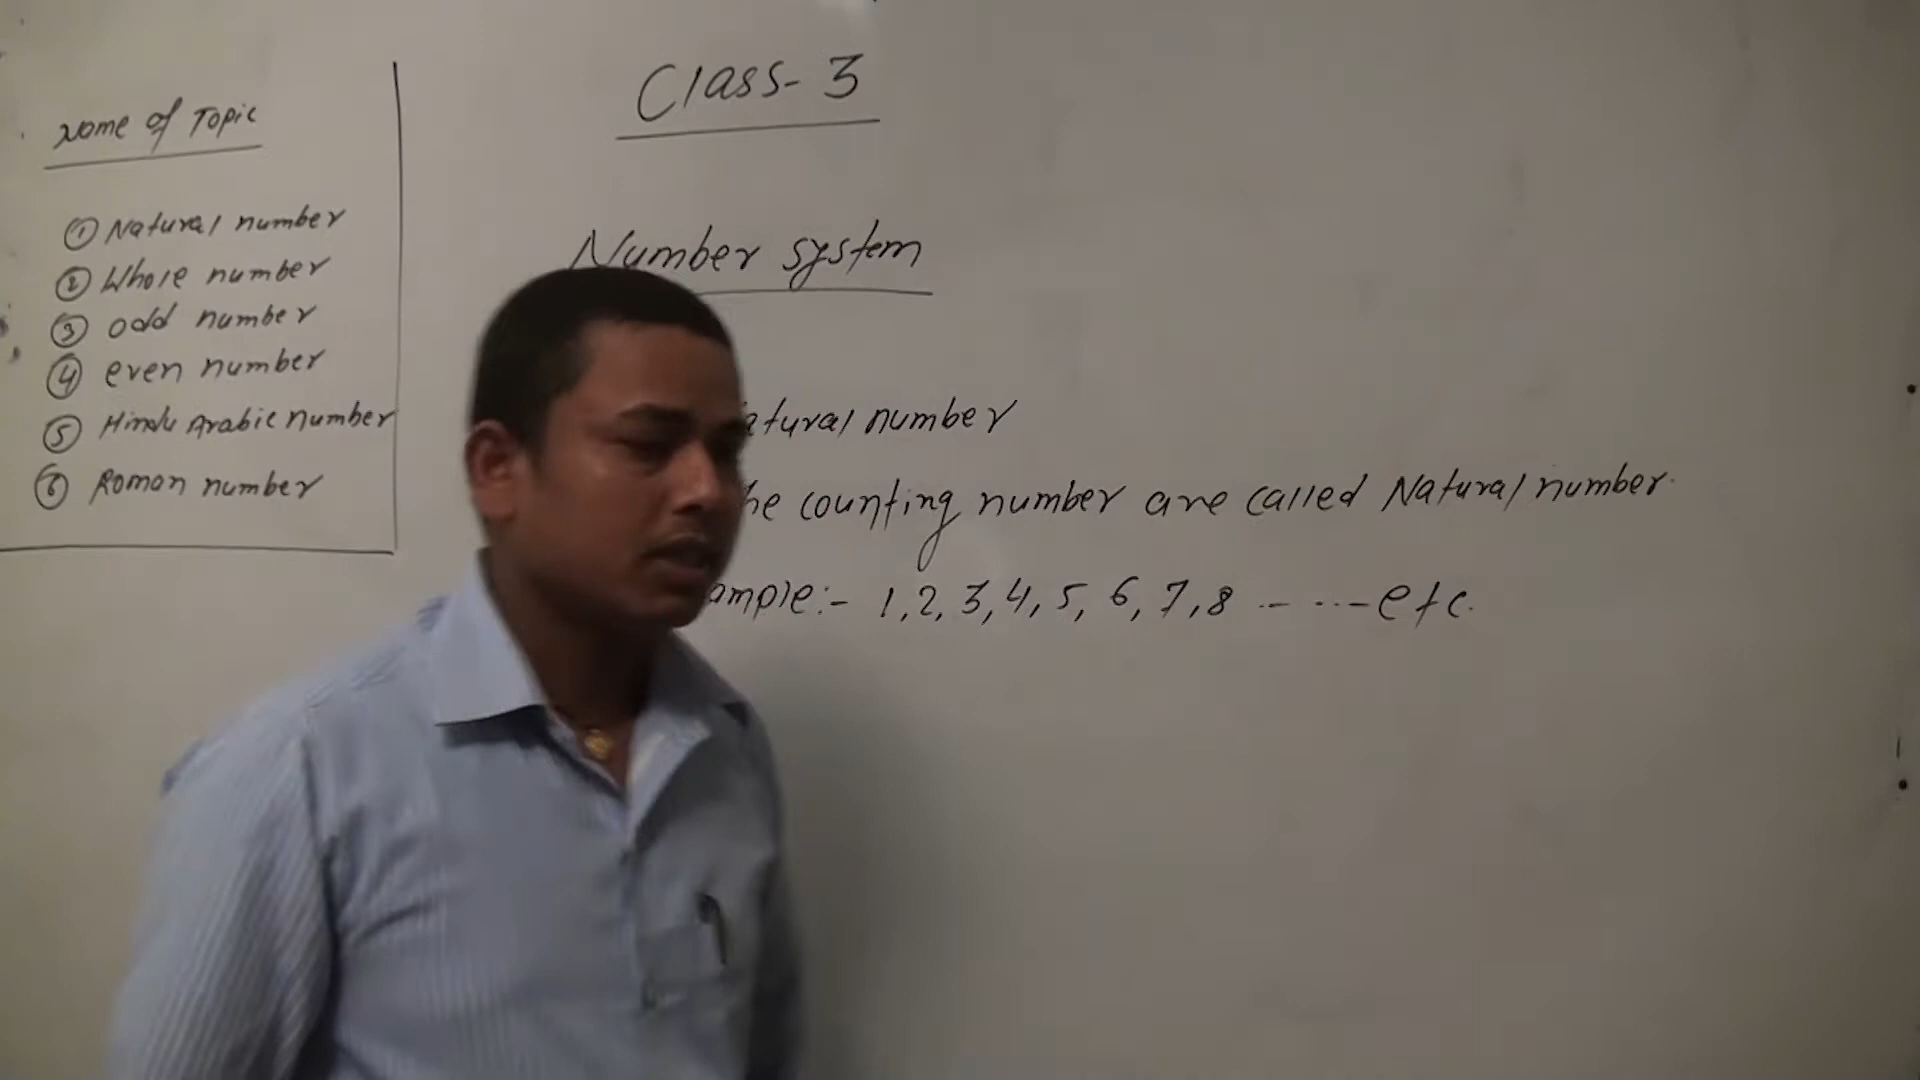 Name of Topic
① Natural number
② Whole number
③ odd number
④ even number
⑤ Hindu Arabic number
⑥ Roman number
Class- 3
Number system
atural number
he counting number are called Natural number.
ample:- 1, 2, 3, 4, 5, 6, 7, 8 -- ---etc.